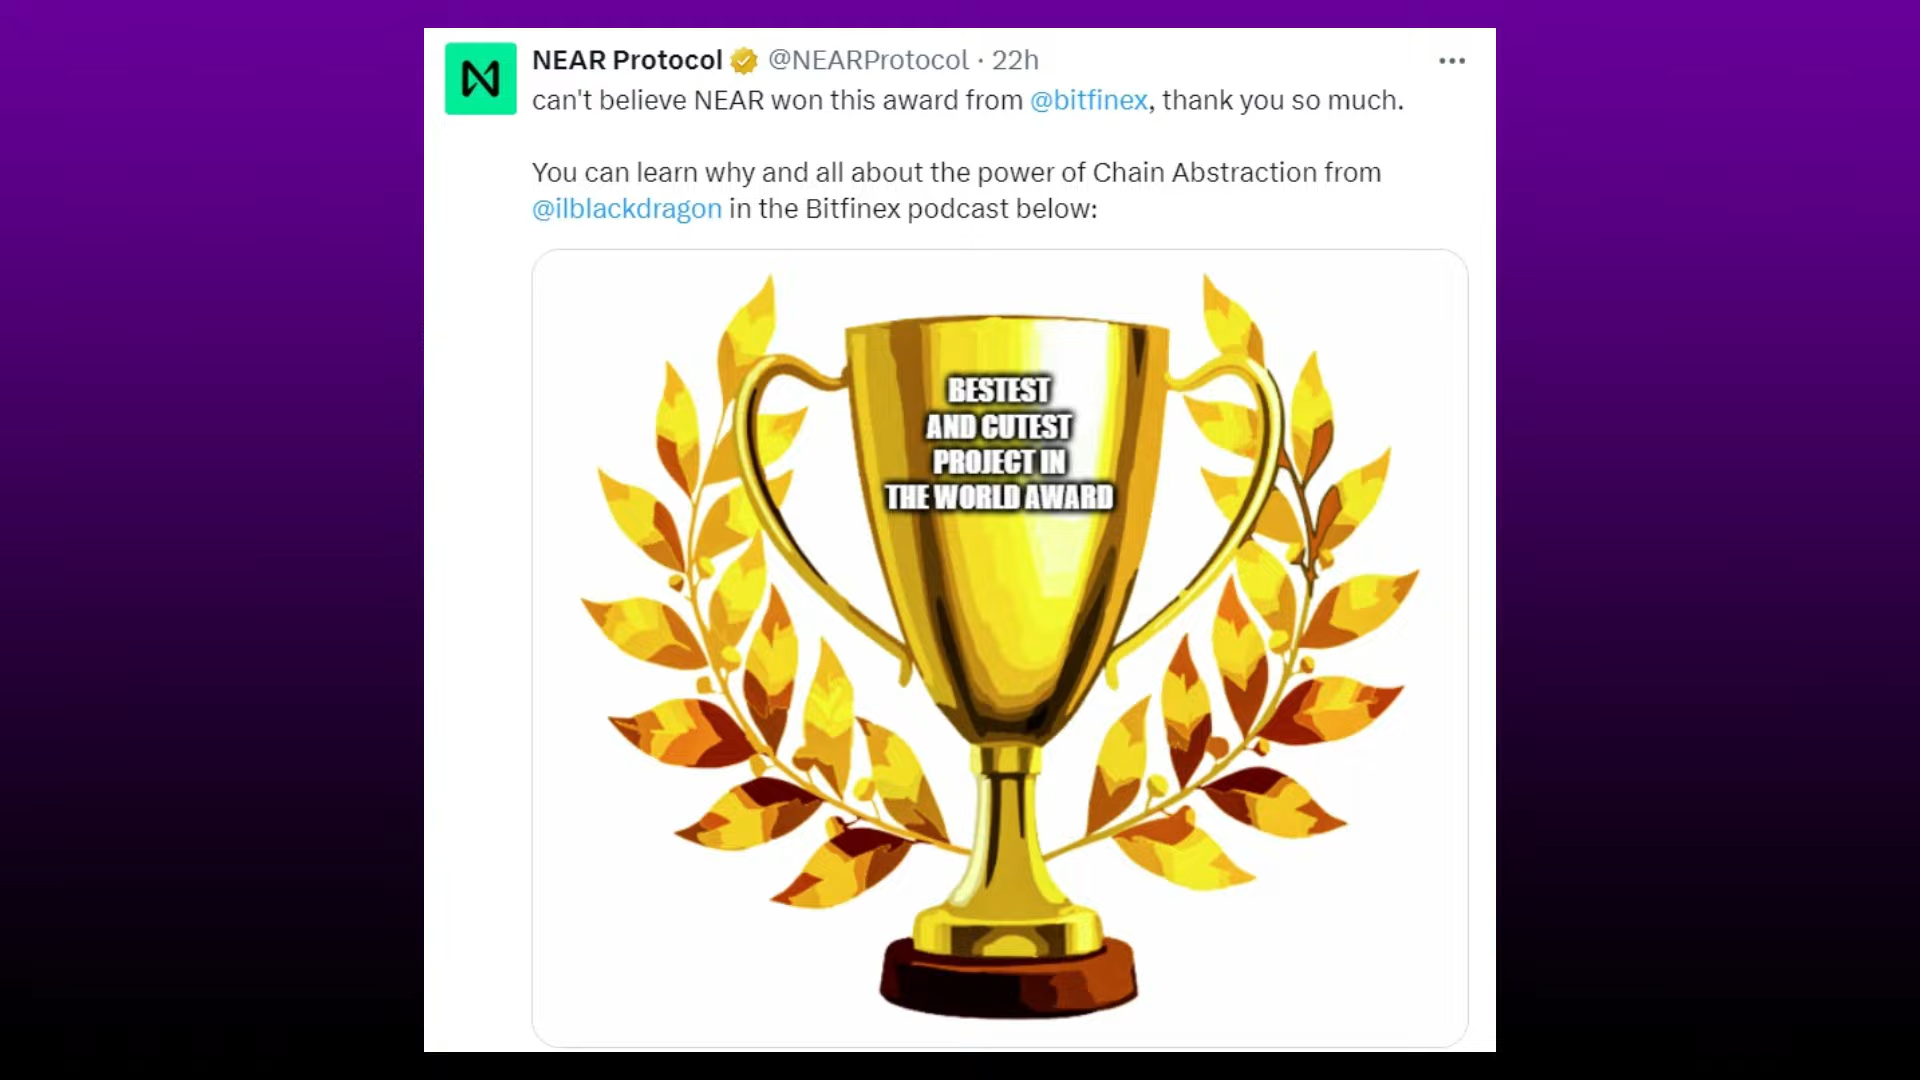 NEAR Protocol @NEARProtocol · 22h
can't believe NEAR won this award from @bitfinex, thank you so much.
You can learn why and all about the power of Chain Abstraction from
@ilblackdragon in the Bitfinex podcast below:
BESTEST
AND CUTEST
PROJECT IN
THE WORLD AWARD